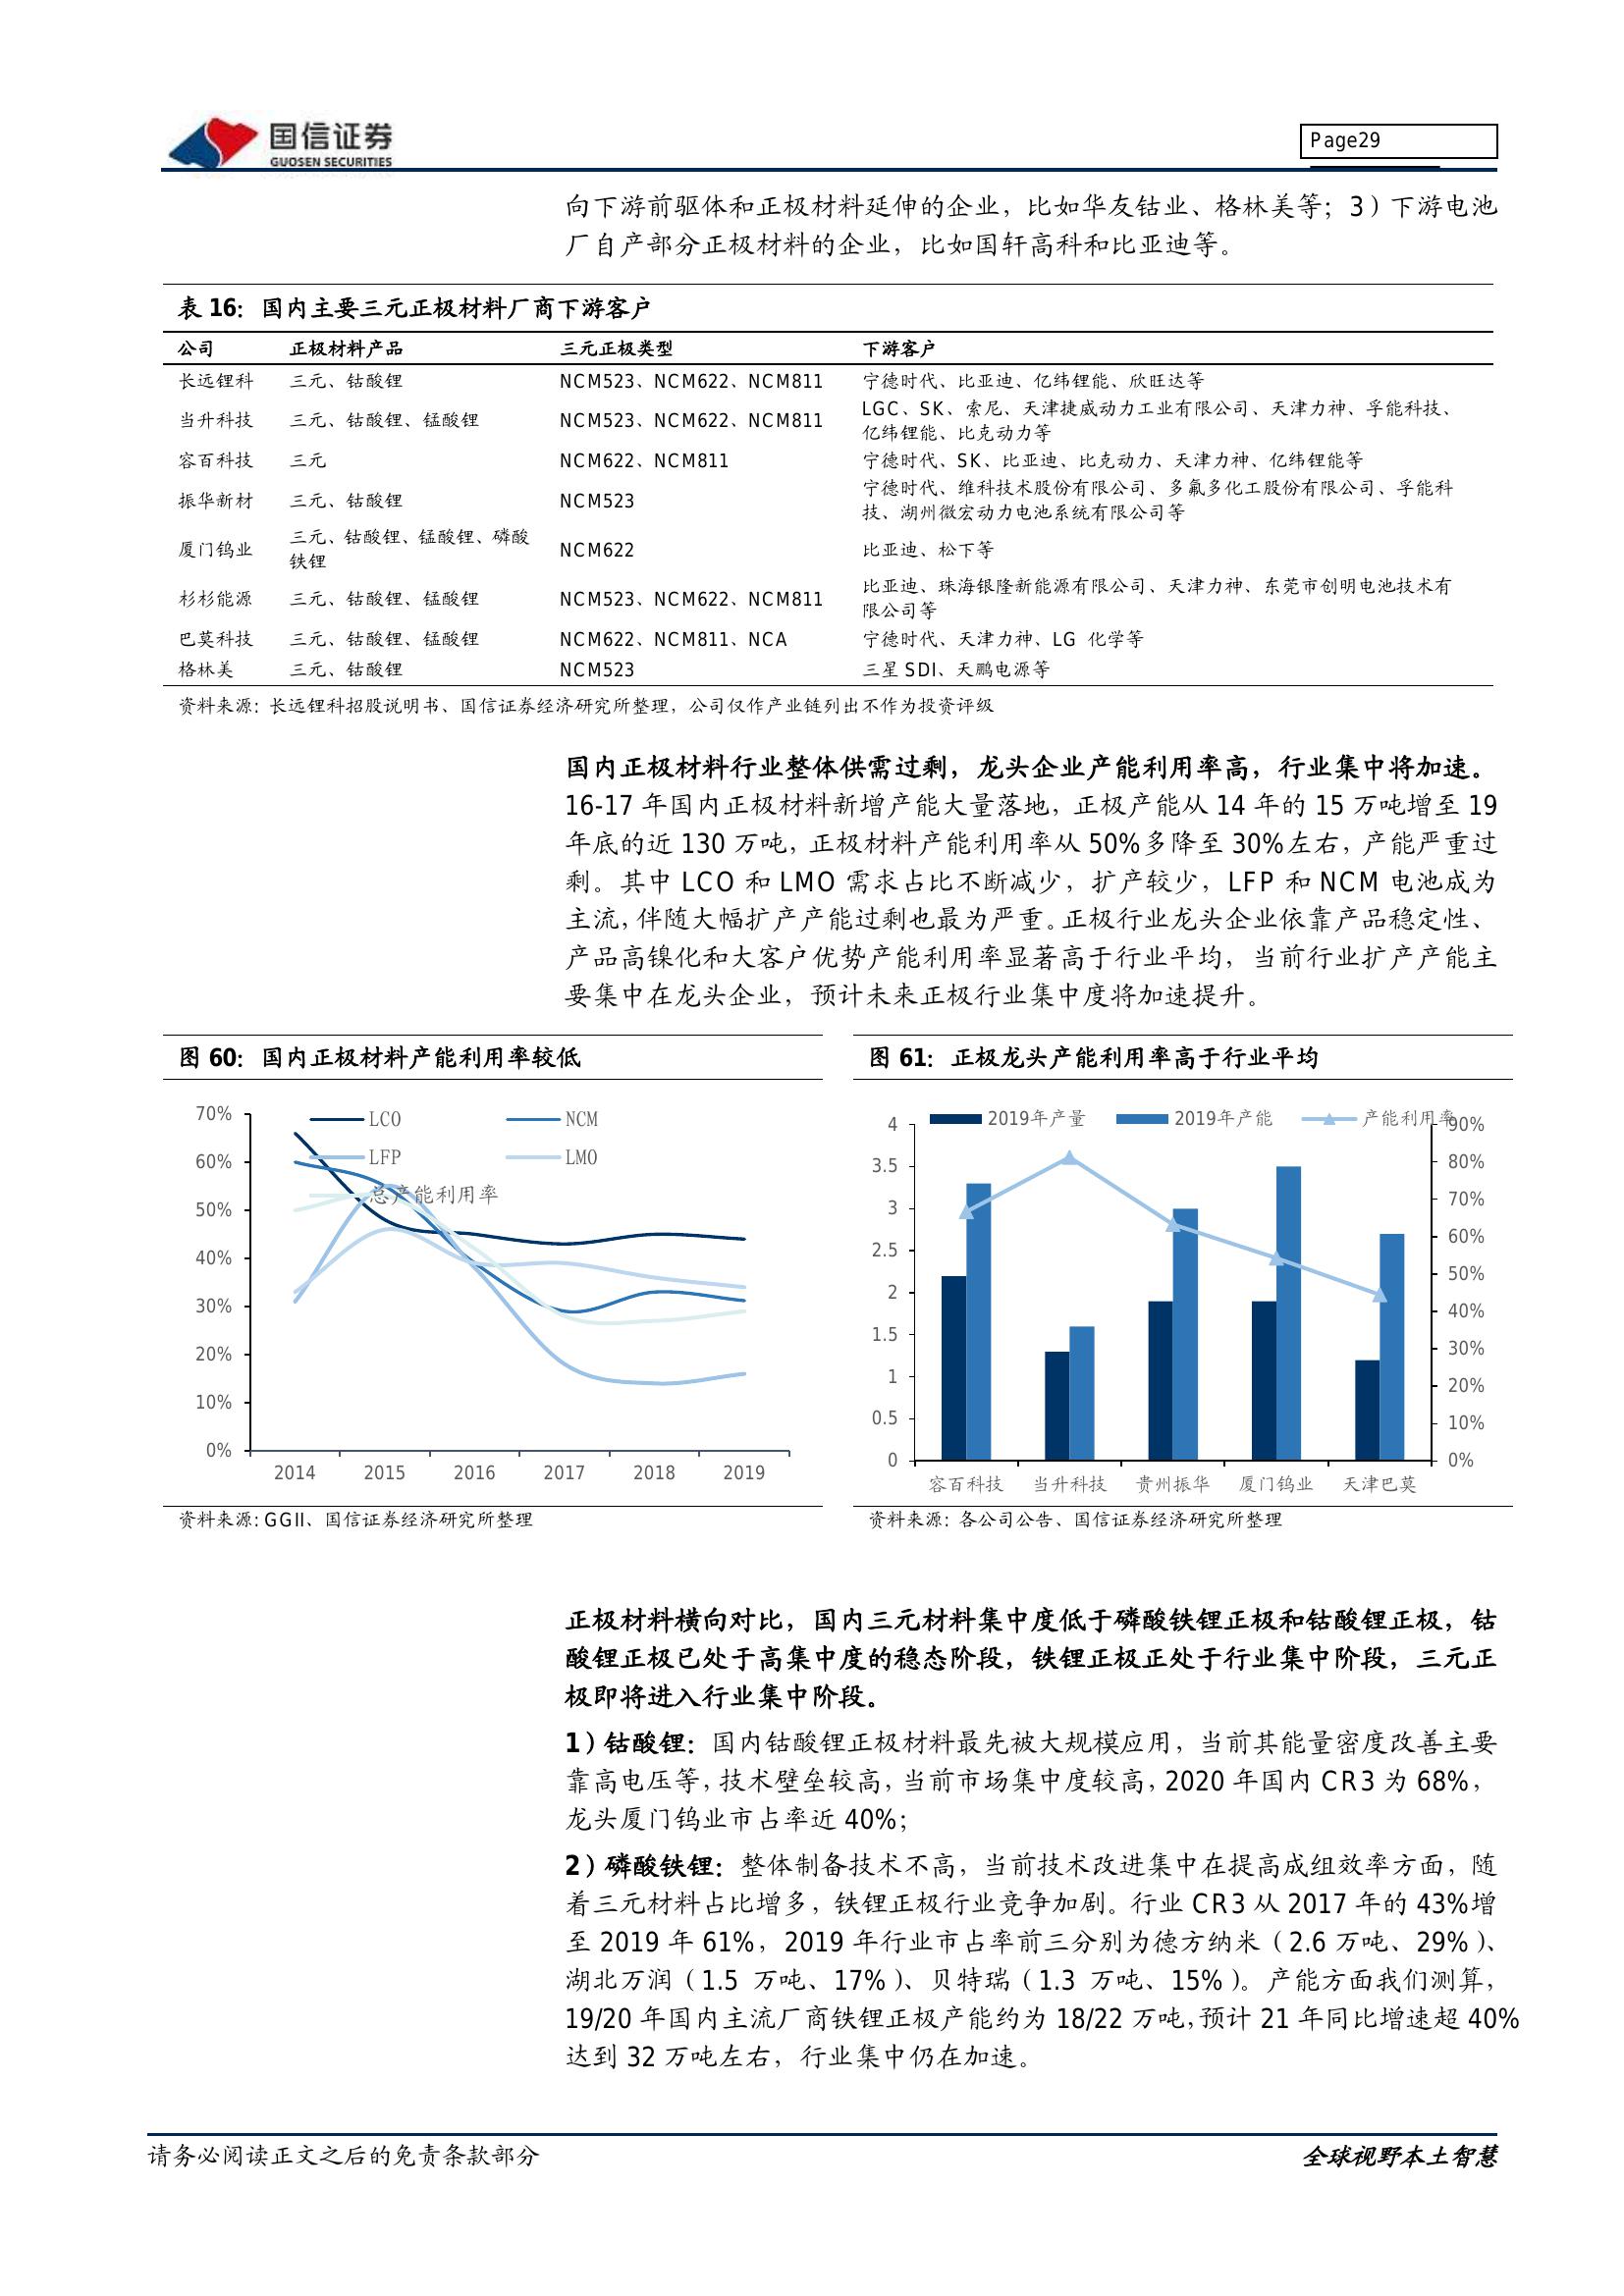 国信证券
GUOSEN SECURITIES
Page29
向下游前驱体和正极材料延伸的企业，比如华友钴业、格林美等；3）下游电池
厂自产部分正极材料的企业，比如国轩高科和比亚迪等。
表 16：国内主要三元正极材料厂商下游客户
公司 正极材料产品 三元正极类型 下游客户
长远锂科 三元、钴酸锂 NCM523、NCM622、NCM811 宁德时代、比亚迪、亿纬锂能、欣旺达等
当升科技 三元、钴酸锂、锰酸锂 NCM523、NCM622、NCM811 LGC、SK、索尼、天津捷威动力工业有限公司、天津力神、孚能科技、
亿纬锂能、比克动力等
容百科技 三元 NCM622、NCM811 宁德时代、SK、比亚迪、比克动力、天津力神、亿纬锂能等
振华新材 三元、钴酸锂 NCM523 宁德时代、维科技术股份有限公司、多氟多化工股份有限公司、孚能科
技、湖州微宏动力电池系统有限公司等
厦门钨业 三元、钴酸锂、锰酸锂、磷酸
铁锂 NCM622 比亚迪、松下等
杉杉能源 三元、钴酸锂、锰酸锂 NCM523、NCM622、NCM811 比亚迪、珠海银隆新能源有限公司、天津力神、东莞市创明电池技术有
限公司等
巴莫科技 三元、钴酸锂、锰酸锂 NCM622、NCM811、NCA 宁德时代、天津力神、LG 化学等
格林美 三元、钴酸锂 NCM523 三星 SDI、天鹏电源等
资料来源：长远锂科招股说明书、国信证券经济研究所整理，公司仅作产业链列出不作为投资评级
国内正极材料行业整体供需过剩，龙头企业产能利用率高，行业集中将加速。
16-17 年国内正极材料新增产能大量落地，正极产能从 14 年的 15 万吨增至 19
年底的近 130 万吨，正极材料产能利用率从 50%多降至 30%左右，产能严重过
剩。其中 LCO 和 LMO 需求占比不断减少，扩产较少，LFP 和 NCM 电池成为
主流，伴随大幅扩产产能过剩也最为严重。正极行业龙头企业依靠产品稳定性、
产品高镍化和大客户优势产能利用率显著高于行业平均，当前行业扩产产能主
要集中在龙头企业，预计未来正极行业集中度将加速提升。
图 60：国内正极材料产能利用率较低
70%
60%
50%
40%
30%
20%
10%
0%
LCO NCM
LFP LMO
总产能利用率
2014 2015 2016 2017 2018 2019
资料来源：GGII、国信证券经济研究所整理
图 61：正极龙头产能利用率高于行业平均
2019年产量 2019年产能 产能利用率
4
3.5
3
2.5
2
1.5
1
0.5
0
90%
80%
70%
60%
50%
40%
30%
20%
10%
0%
容百科技 当升科技 贵州振华 厦门钨业 天津巴莫
资料来源：各公司公告、国信证券经济研究所整理
正极材料横向对比，国内三元材料集中度低于磷酸铁锂正极和钴酸锂正极，钴
酸锂正极已处于高集中度的稳态阶段，铁锂正极正处于行业集中阶段，三元正
极即将进入行业集中阶段。
1）钴酸锂：国内钴酸锂正极材料最先被大规模应用，当前其能量密度改善主要
靠高电压等，技术壁垒较高，当前市场集中度较高，2020 年国内 CR3 为 68%，
龙头厦门钨业市占率近 40%；
2）磷酸铁锂：整体制备技术不高，当前技术改进集中在提高成组效率方面，随
着三元材料占比增多，铁锂正极行业竞争加剧。行业 CR3 从 2017 年的 43%增
至 2019 年 61%，2019 年行业市占率前三分别为德方纳米（2.6 万吨、29%）、
湖北万润（1.5 万吨、17%）、贝特瑞（1.3 万吨、15%）。产能方面我们测算，
19/20 年国内主流厂商铁锂正极产能约为 18/22 万吨，预计 21 年同比增速超 40%
达到 32 万吨左右，行业集中仍在加速。
请务必阅读正文之后的免责条款部分
全球视野本土智慧